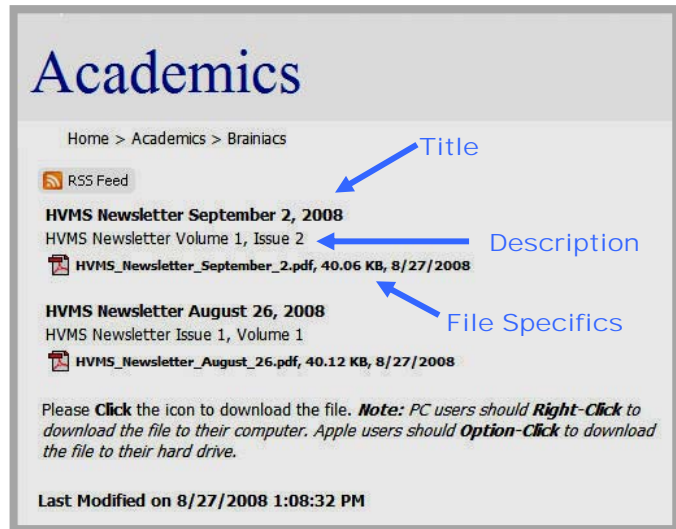 Academics
Home > Academics > Brainiacs
Title
RSS Feed
HVMS Newsletter September 2, 2008
HVMS Newsletter Volume 1, Issue 2
Description
HVMS_Newsletter_September_2.pdf, 40.06 KB, 8/27/2008
HVMS Newsletter August 26, 2008
File Specifics
HVMS Newsletter Issue 1, Volume 1
HVMS_Newsletter_August_26.pdf, 40.12 KB, 8/27/2008
Please Click the icon to download the file. Note: PC users should Right-Click to
download the file to their computer. Apple users should Option-Click to download
the file to their hard drive.
Last Modified on 8/27/2008 1:08:32 PM